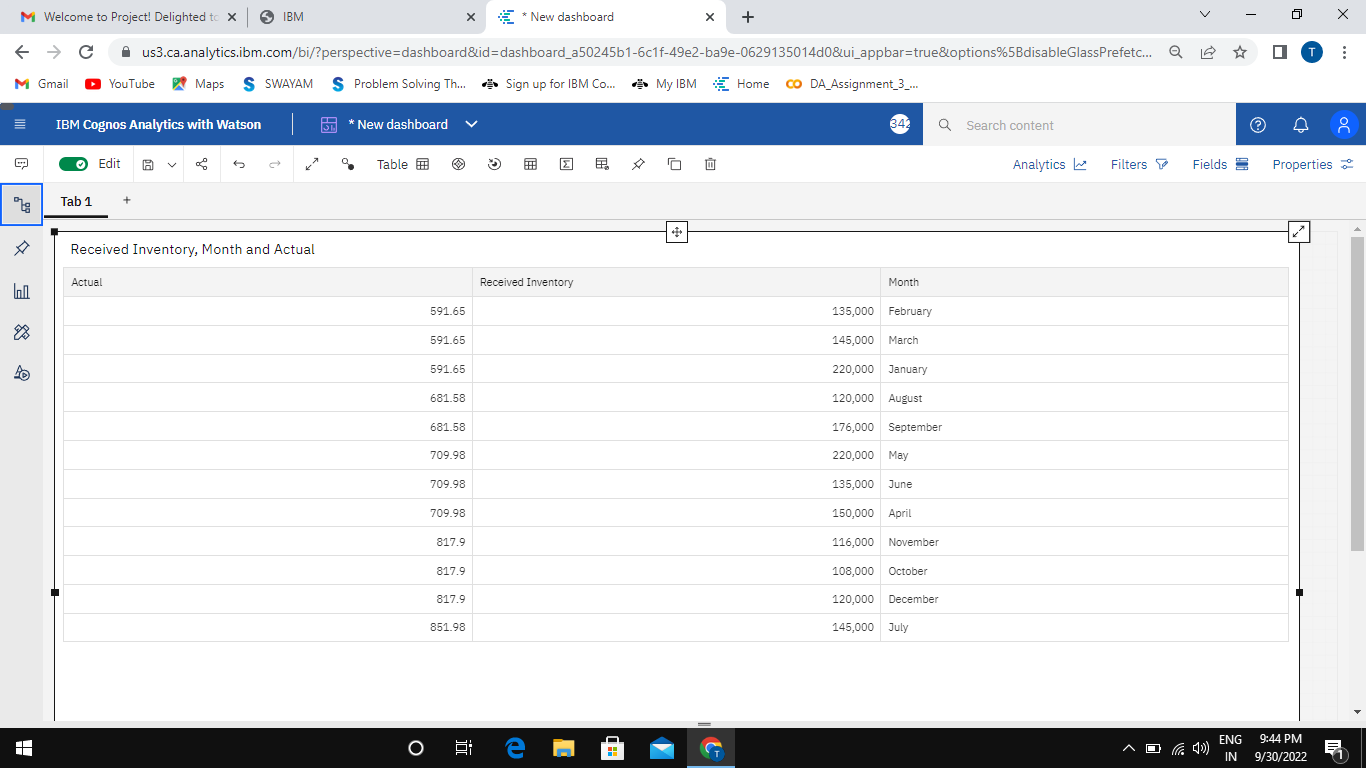 Welcome to Project! Delighted to
IBM
* New dashboard
us3.ca.analytics.ibm.com/bi/?perspective=dashboard&id=dashboard_a50245b1-6c1f-49e2-ba9e-0629135014d0&ui_appbar=true&options%5BdisableGlassPrefetc...
T
Gmail
YouTube
Maps
SWAYAM
Problem Solving Th...
Sign up for IBM Co...
My IBM
Home
DA_Assignment_3_...
IBM Cognos Analytics with Watson
* New dashboard
342
Search content
Edit
Table
Analytics
Filters
Fields
Properties
Tab 1
Received Inventory, Month and Actual
Actual Received Inventory Month
591.65 135,000 February
591.65 145,000 March
591.65 220,000 January
681.58 120,000 August
681.58 176,000 September
709.98 220,000 May
709.98 135,000 June
709.98 150,000 April
817.9 116,000 November
817.9 108,000 October
817.9 120,000 December
851.98 145,000 July
T
ENG
IN
9:44 PM
9/30/2022
1